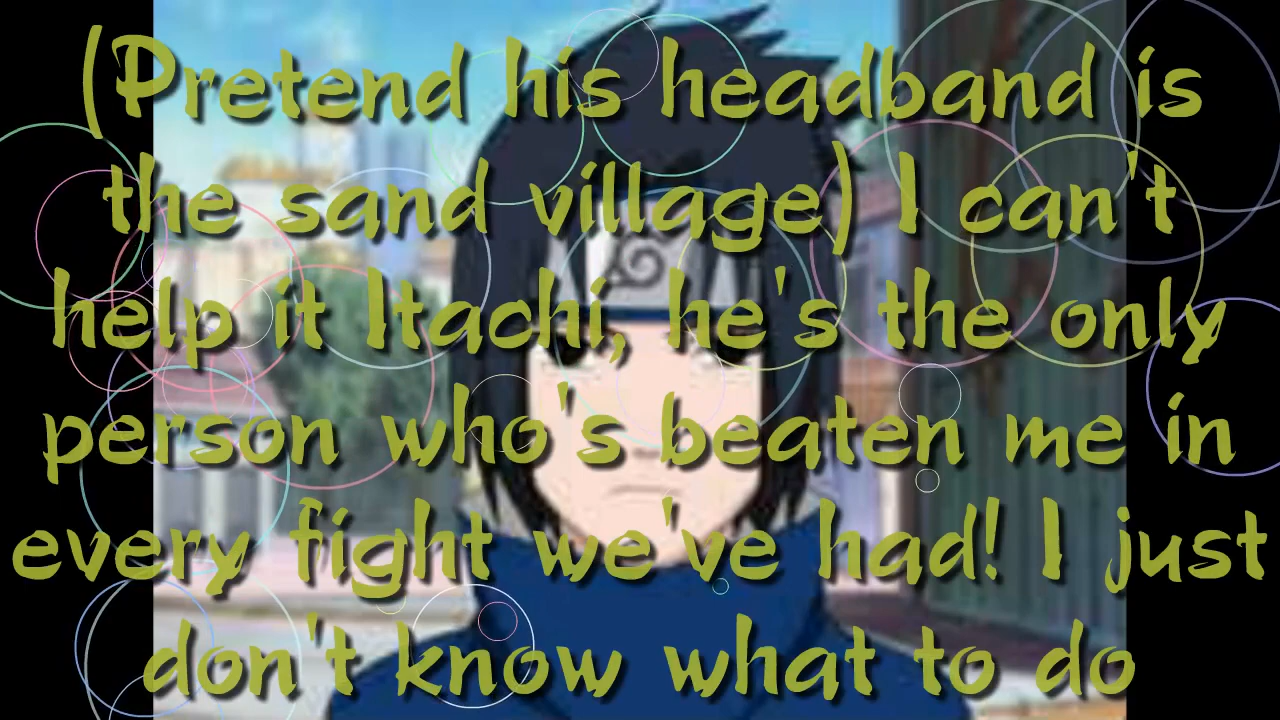 (Pretend his headband is
the sand village) I can't
help it Itachi, he's the only
person who's beaten me in
every fight we've had! I just
don't know what to do